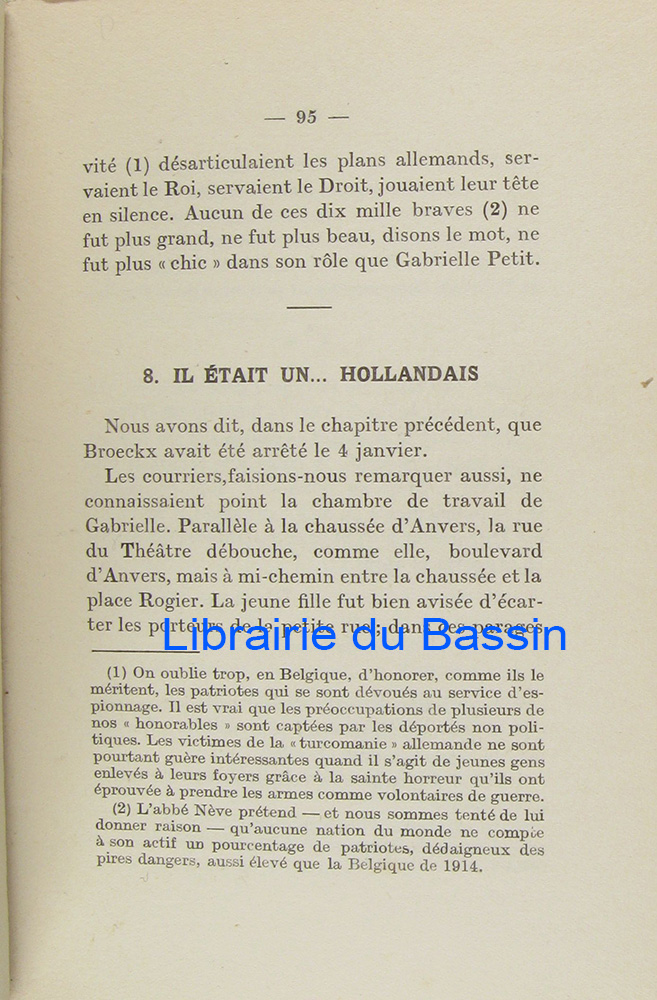 — 95 —
vité (1) désarticulaient les plans allemands, ser-
vaient le Roi, servaient le Droit, jouaient leur tête
en silence. Aucun de ces dix mille braves (2) ne
fut plus grand, ne fut plus beau, disons le mot, ne
fut plus « chic » dans son rôle que Gabrielle Petit.
8. IL ÉTAIT UN... HOLLANDAIS
Nous avons dit, dans le chapitre précédent, que
Broeckx avait été arrêté le 4 janvier.
Les courriers,faisions-nous remarquer aussi, ne
connaissaient point la chambre de travail de
Gabrielle. Parallèle à la chaussée d'Anvers, la rue
du Théâtre débouche, comme elle, boulevard
d'Anvers, mais à mi-chemin entre la chaussée et la
place Rogier. La jeune fille fut bien avisée d'écar-
ter les porteurs de la petite rue ; dans ces parages
Librairie du Bassin
(1) On oublie trop, en Belgique, d'honorer, comme ils le
méritent, les patriotes qui se sont dévoués au service d'es-
pionnage. Il est vrai que les préoccupations de plusieurs de
nos « honorables » sont captées par les déportés non poli-
tiques. Les victimes de la « turcomanie » allemande ne sont
pourtant guère intéressantes quand il s'agit de jeunes gens
enlevés à leurs foyers grâce à la sainte horreur qu'ils ont
éprouvée à prendre les armes comme volontaires de guerre.
(2) L'abbé Nève prétend — et nous sommes tenté de lui
donner raison — qu'aucune nation du monde ne compte
à son actif un pourcentage de patriotes, dédaigneux des
pires dangers, aussi élevé que la Belgique de 1914.